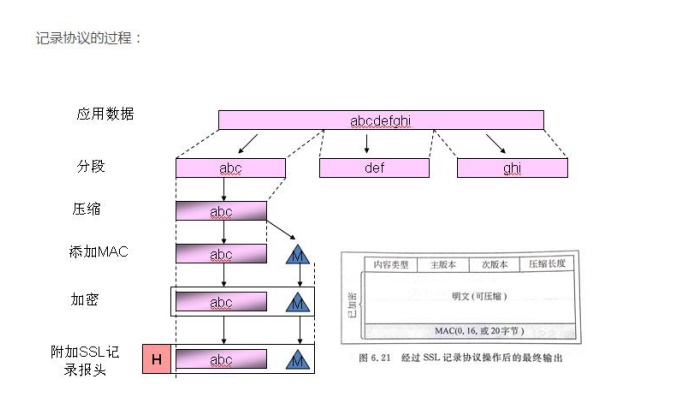 记录协议的过程：
应用数据
abcdefghi
分段
abc
def
ghi
压缩
abc
添加MAC
abc
M
加密
abc
M
附加SSL记
录报头
H
abc
M
内容类型 主版本 次版本 压缩长度
已加密
明文(可压缩)
MAC(0, 16, 或 20 字节)
图 6.21 经过 SSL 记录协议操作后的最终输出